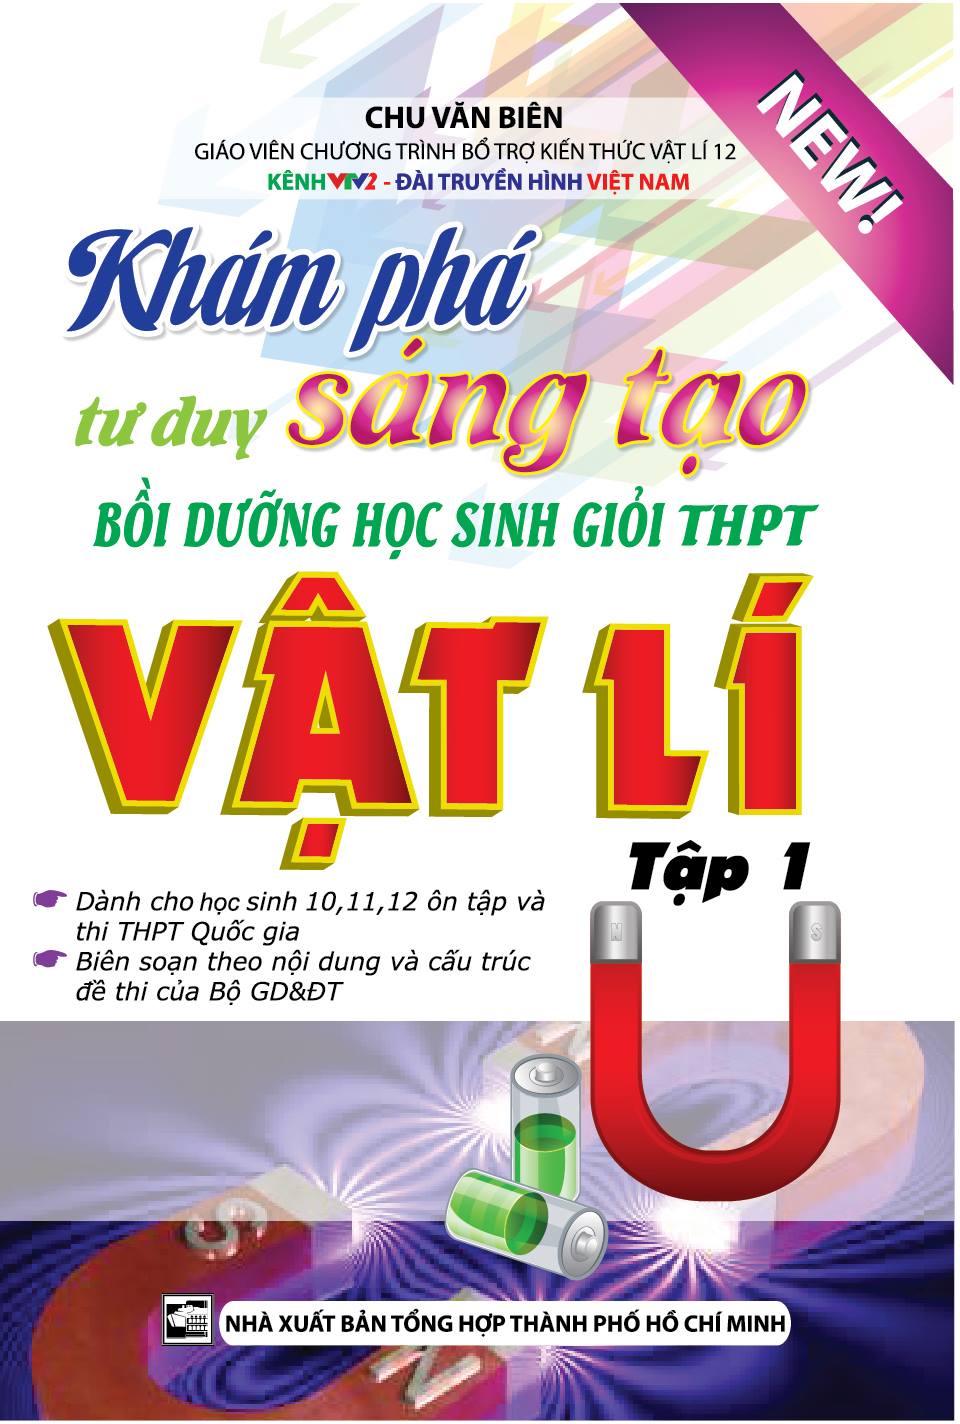 NEW!
CHU VĂN BIÊN
GIÁO VIÊN CHƯƠNG TRÌNH BỔ TRỢ KIẾN THỨC VẬT LÍ 12
KÊNH VTV2 - ĐÀI TRUYỀN HÌNH VIỆT NAM
Khám phá
tư duy sáng tạo
BỒI DƯỠNG HỌC SINH GIỎI THPT
VẬT LÍ
Tập 1
Dành cho học sinh 10,11,12 ôn tập và
thi THPT Quốc gia
Biên soạn theo nội dung và cấu trúc
đề thi của Bộ GD&ĐT
N S
N
S
S
N
NHÀ XUẤT BẢN TỔNG HỢP THÀNH PHỐ HỒ CHÍ MINH